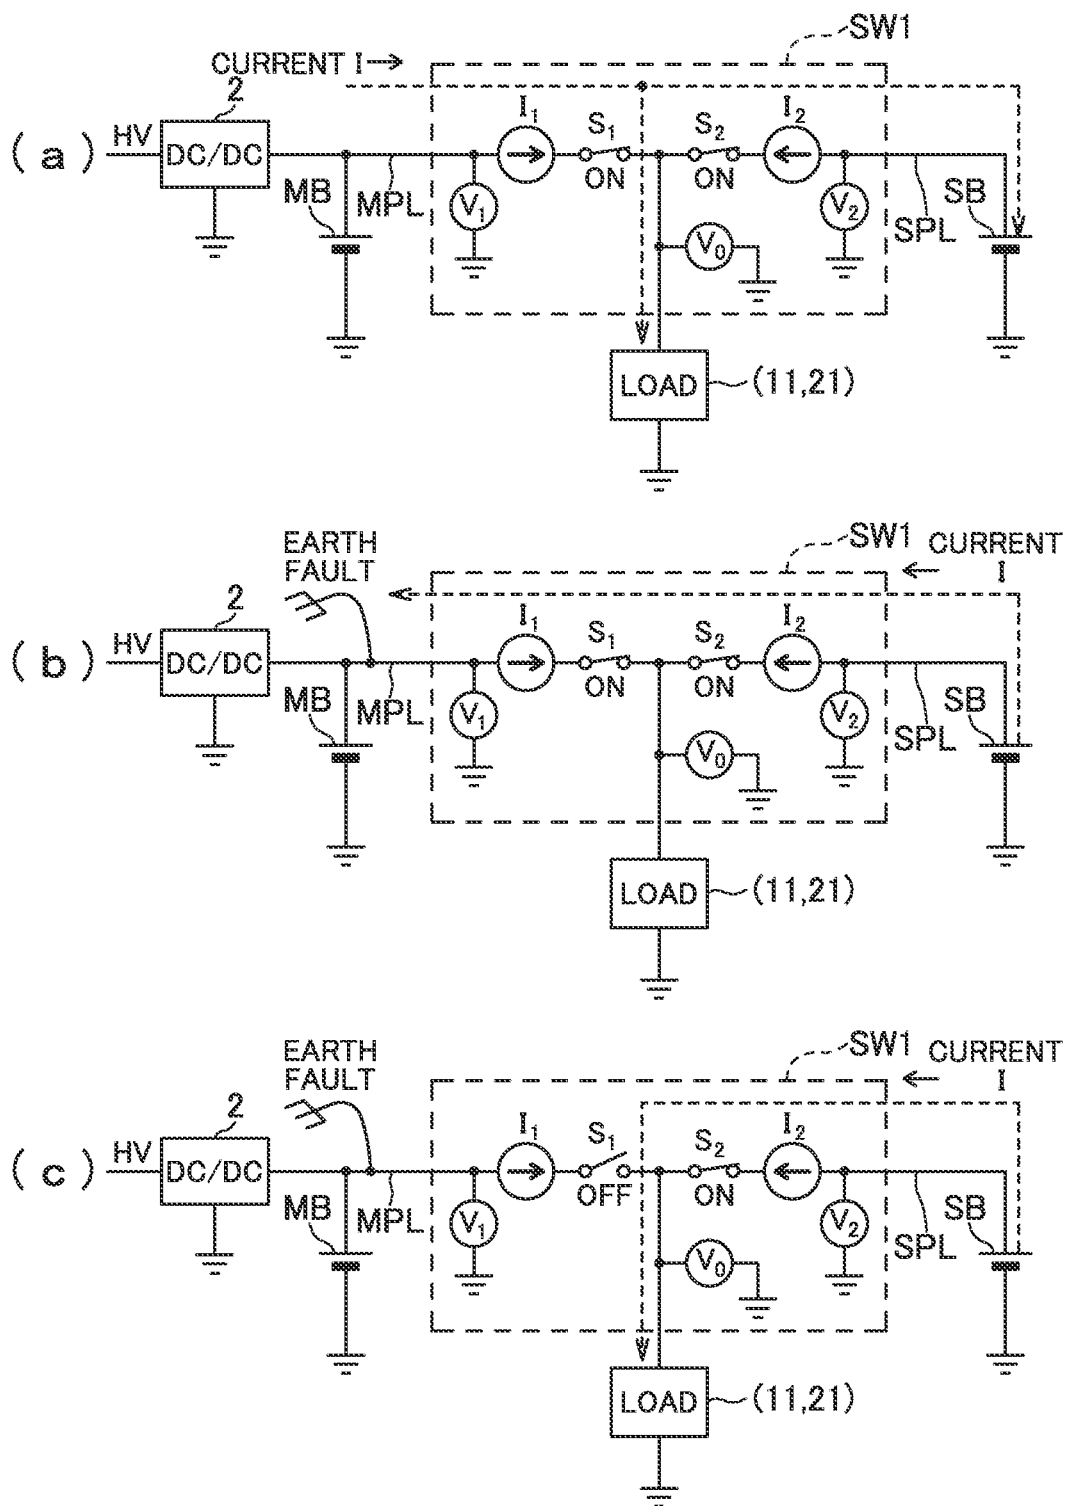 SW1
CURRENT I
2
I1
S1
S2
I2
(a)
HV
DC/DC
MB
MPL
ON
ON
V1
V2
SPL
SB
V0
LOAD
(11,21)
EARTH
FAULT
SW1
CURRENT
I
2
I1
S1
S2
I2
(b)
HV
DC/DC
MB
MPL
ON
ON
V1
V2
SPL
SB
V0
LOAD
(11,21)
EARTH
FAULT
SW1
CURRENT
I
2
I1
S1
S2
I2
(c)
HV
DC/DC
MB
MPL
OFF
ON
V1
V2
SPL
SB
V0
LOAD
(11,21)